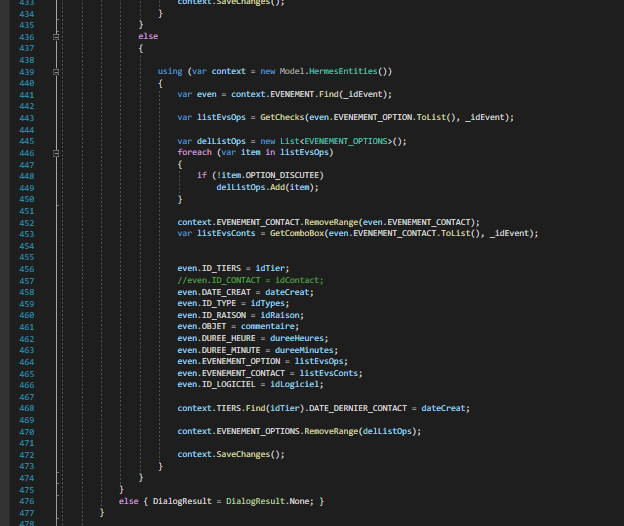 433 context.SaveChanges();
434 }
435 }
436 else
437 {
438
439 using (var context = new Model.HermesEntities())
440 {
441 var even = context.EVENEMENT.Find(_idEvent);
442
443 var listEvsOps = GetChecks(even.EVENEMENT_OPTION.ToList(), _idEvent);
444
445 var delListOps = new List<EVENEMENT_OPTIONS>();
446 foreach (var item in listEvsOps)
447 {
448 if (!item.OPTION_DISCUTEE)
449 delListOps.Add(item);
450 }
451
452 context.EVENEMENT_CONTACT.RemoveRange(even.EVENEMENT_CONTACT);
453 var listEvsConts = GetComboBox(even.EVENEMENT_CONTACT.ToList(), _idEvent);
454
455
456 even.ID_TIERS = idTier;
457 //even.ID_CONTACT = idContact;
458 even.DATE_CREAT = dateCreat;
459 even.ID_TYPE = idTypes;
460 even.ID_RAISON = idRaison;
461 even.OBJET = commentaire;
462 even.DUREE_HEURE = dureeHeures;
463 even.DUREE_MINUTE = dureeMinutes;
464 even.EVENEMENT_OPTION = listEvsOps;
465 even.EVENEMENT_CONTACT = listEvsConts;
466 even.ID_LOGICIEL = idLogiciel;
467
468 context.TIERS.Find(idTier).DATE_DERNIER_CONTACT = dateCreat;
469
470 context.EVENEMENT_OPTIONS.RemoveRange(delListOps);
471
472 context.SaveChanges();
473 }
474 }
475 }
476 else { DialogResult = DialogResult.None; }
477 }
478